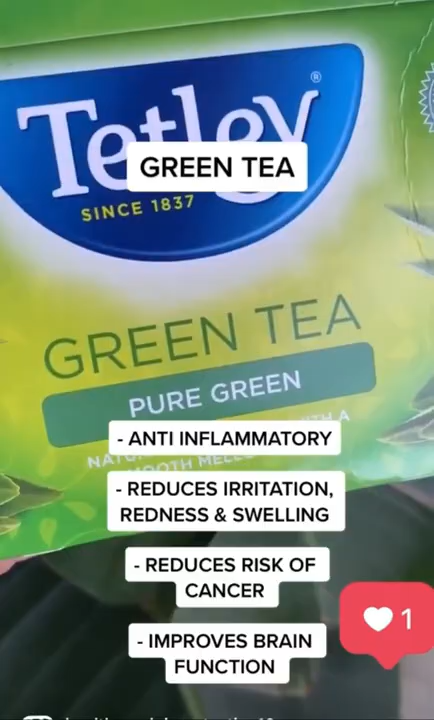 Tetley®
GREEN TEA
SINCE 1837
GREEN TEA
PURE GREEN
- ANTI INFLAMMATORY
- REDUCES IRRITATION,
REDNESS & SWELLING
- REDUCES RISK OF
CANCER
1
- IMPROVES BRAIN
FUNCTION